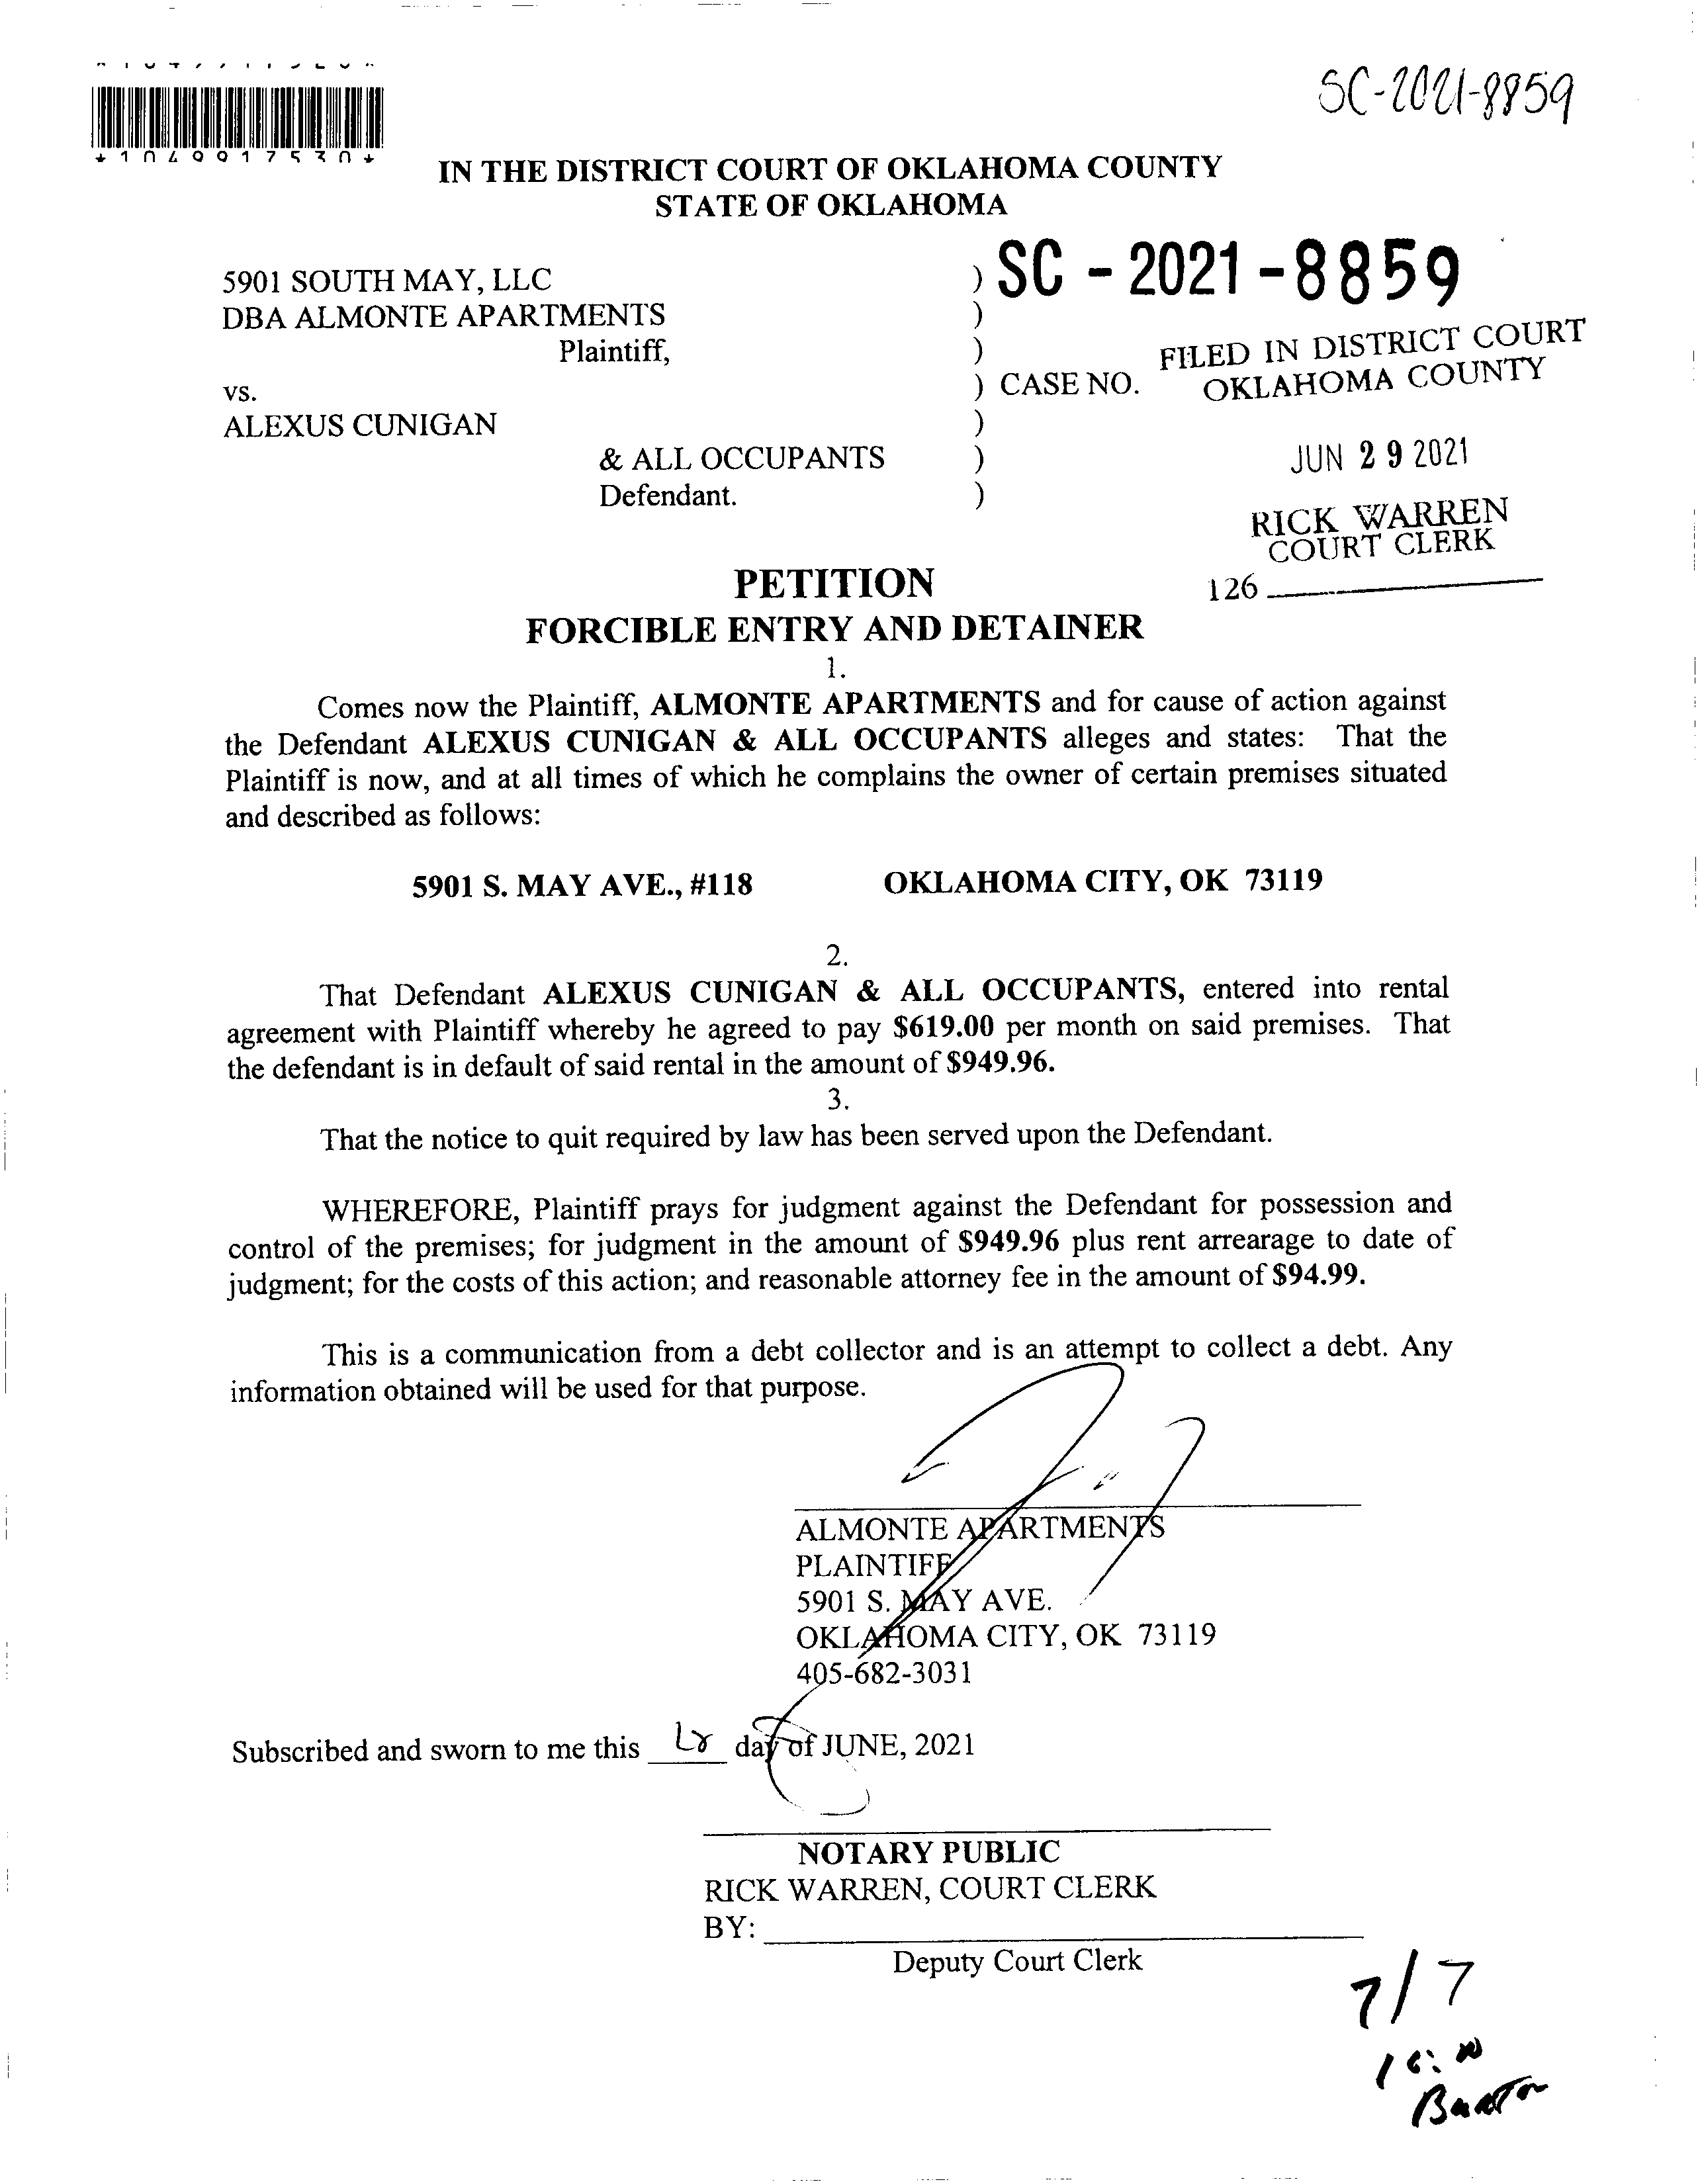 SC-2021-8859
*1049917530*
IN THE DISTRICT COURT OF OKLAHOMA COUNTY
STATE OF OKLAHOMA
5901 SOUTH MAY, LLC ) SC - 2021 - 8859
DBA ALMONTE APARTMENTS )
Plaintiff, ) FILED IN DISTRICT COURT
vs. ) CASE NO. OKLAHOMA COUNTY
ALEXUS CUNIGAN )
& ALL OCCUPANTS ) JUN 29 2021
Defendant. )
RICK WARREN
COURT CLERK
PETITION
126
FORCIBLE ENTRY AND DETAINER
1.
Comes now the Plaintiff, ALMONTE APARTMENTS and for cause of action against
the Defendant ALEXUS CUNIGAN & ALL OCCUPANTS alleges and states: That the
Plaintiff is now, and at all times of which he complains the owner of certain premises situated
and described as follows:
5901 S. MAY AVE., #118 OKLAHOMA CITY, OK 73119
2.
That Defendant ALEXUS CUNIGAN & ALL OCCUPANTS, entered into rental
agreement with Plaintiff whereby he agreed to pay $619.00 per month on said premises. That
the defendant is in default of said rental in the amount of $949.96.
3.
That the notice to quit required by law has been served upon the Defendant.
WHEREFORE, Plaintiff prays for judgment against the Defendant for possession and
control of the premises; for judgment in the amount of $949.96 plus rent arrearage to date of
judgment; for the costs of this action; and reasonable attorney fee in the amount of $94.99.
This is a communication from a debt collector and is an attempt to collect a debt. Any
information obtained will be used for that purpose.
ALMONTE APARTMENTS
PLAINTIFF
5901 S. MAY AVE.
OKLAHOMA CITY, OK 73119
405-682-3031
Subscribed and sworn to me this day of JUNE, 2021
NOTARY PUBLIC
RICK WARREN, COURT CLERK
BY:
Deputy Court Clerk
7/7